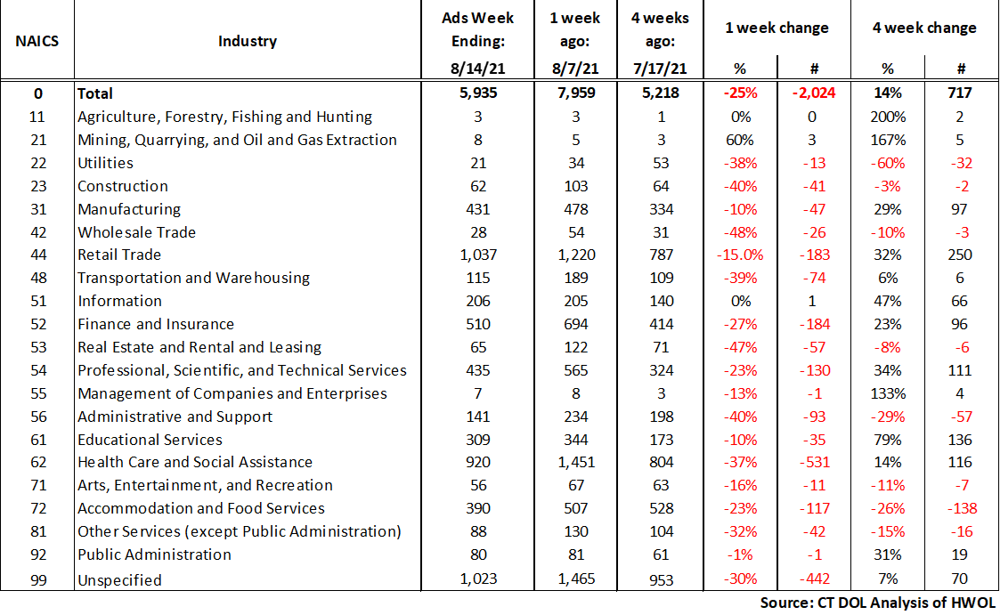 NAICS Industry Ads Week Ending: 8/14/21 1 week ago: 8/7/21 4 weeks ago: 7/17/21 1 week change % # 4 week change % #
0 Total 5,935 7,959 5,218 -25% -2,024 14% 717
11 Agriculture, Forestry, Fishing and Hunting 3 3 1 0% 0 200% 2
21 Mining, Quarrying, and Oil and Gas Extraction 8 5 3 60% 3 167% 5
22 Utilities 21 34 53 -38% -13 -60% -32
23 Construction 62 103 64 -40% -41 -3% -2
31 Manufacturing 431 478 334 -10% -47 29% 97
42 Wholesale Trade 28 54 31 -48% -26 -10% -3
44 Retail Trade 1,037 1,220 787 -15.0% -183 32% 250
48 Transportation and Warehousing 115 189 109 -39% -74 6% 6
51 Information 206 205 140 0% 1 47% 66
52 Finance and Insurance 510 694 414 -27% -184 23% 96
53 Real Estate and Rental and Leasing 65 122 71 -47% -57 -8% -6
54 Professional, Scientific, and Technical Services 435 565 324 -23% -130 34% 111
55 Management of Companies and Enterprises 7 8 3 -13% -1 133% 4
56 Administrative and Support 141 234 198 -40% -93 -29% -57
61 Educational Services 309 344 173 -10% -35 79% 136
62 Health Care and Social Assistance 920 1,451 804 -37% -531 14% 116
71 Arts, Entertainment, and Recreation 56 67 63 -16% -11 -11% -7
72 Accommodation and Food Services 390 507 528 -23% -117 -26% -138
81 Other Services (except Public Administration) 88 130 104 -32% -42 -15% -16
92 Public Administration 80 81 61 -1% -1 31% 19
99 Unspecified 1,023 1,465 953 -30% -442 7% 70
Source: CT DOL Analysis of HWOL